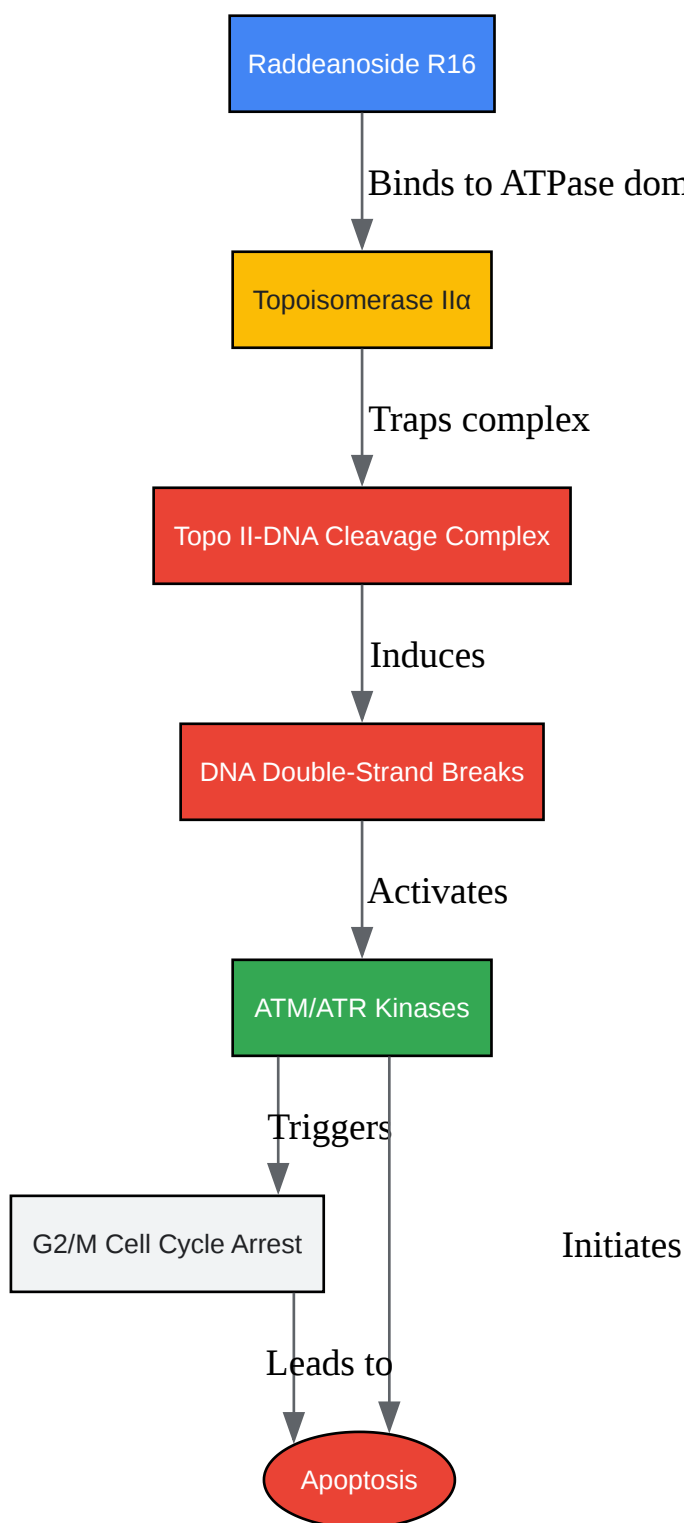 Raddeanoside R16
Binds to ATPase dom
Topoisomerase IIα
Traps complex
Topo II-DNA Cleavage Complex
Induces
DNA Double-Strand Breaks
Activates
ATM/ATR Kinases
Triggers
G2/M Cell Cycle Arrest
Initiates
Leads to
Apoptosis